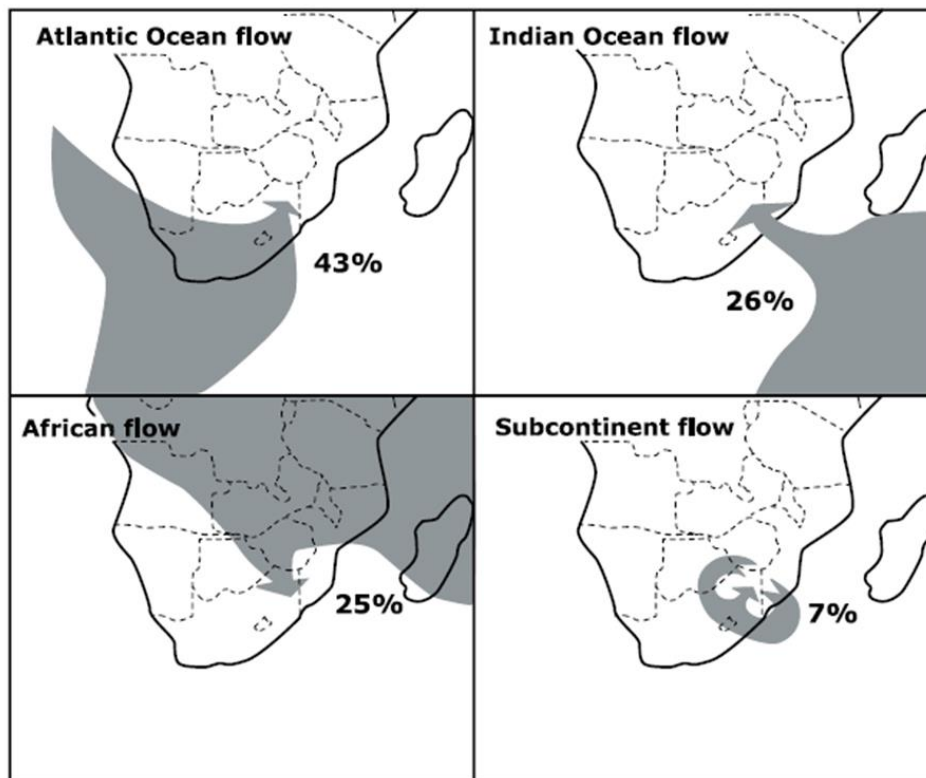 Atlantic Ocean flow
43%
Indian Ocean flow
26%
African flow
25%
Subcontinent flow
7%